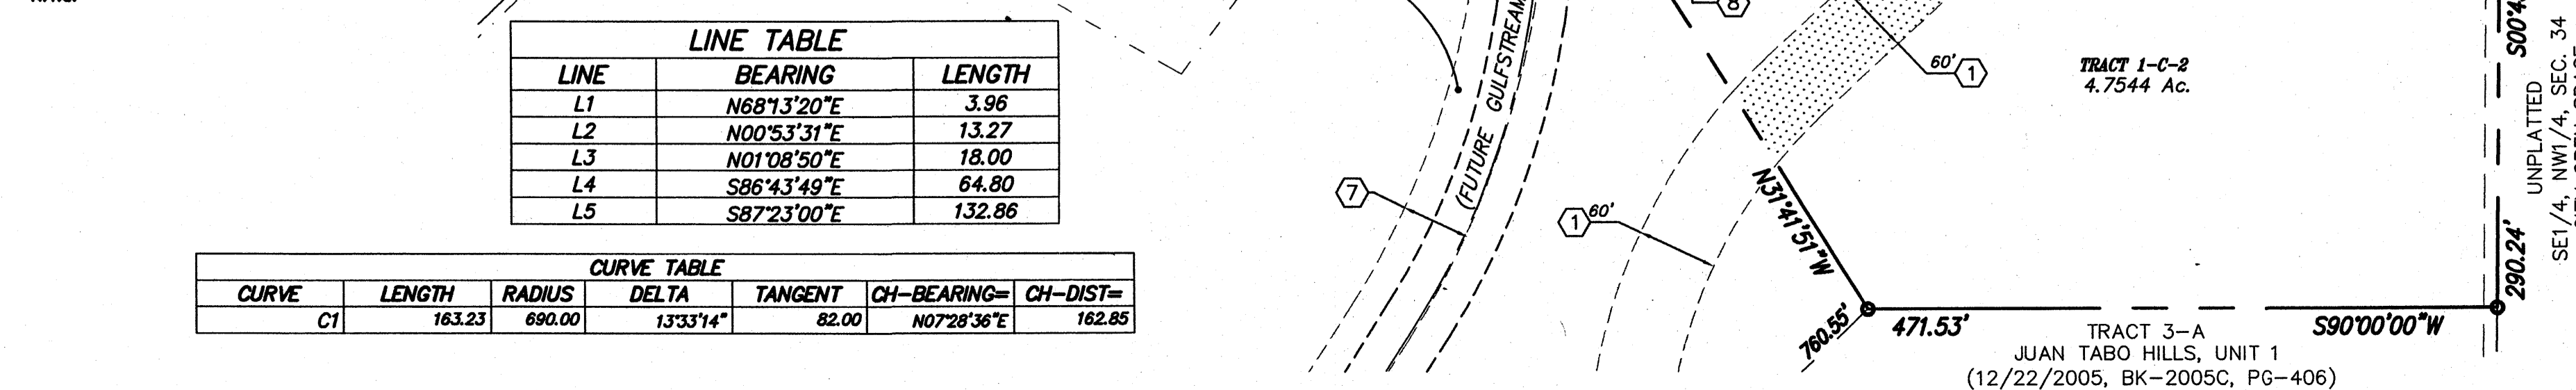 LINE TABLE
LINE BEARING LENGTH
L1 N68°13'20"E 3.96
L2 N00°53'31"E 13.27
L3 N01°08'50"E 18.00
L4 S86°43'49"E 64.80
L5 S87°23'00"E 132.86
CURVE TABLE
CURVE LENGTH RADIUS DELTA TANGENT CH-BEARING= CH-DIST=
C1 163.23 690.00 13°33'14" 82.00 N07°28'36"E 162.85
(FUTURE GULFSTREAM
7
8
60' 1
60' 1
TRACT 1-C-2
4.7544 Ac.
N31°41'51"W
760.55'
471.53'
S90°00'00"W
TRACT 3-A
JUAN TABO HILLS, UNIT 1
(12/22/2005, BK-2005C, PG-406)
290.24'
UNPLATTED
SE1/4, NW1/4, SEC. 34